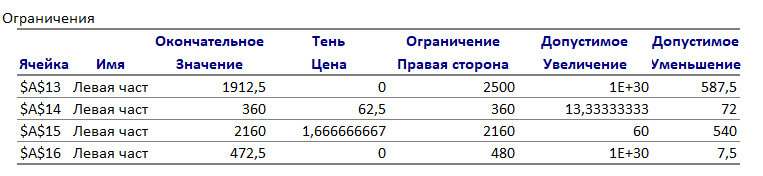 Ограничения
Окончательное Тень Ограничение Допустимое Допустимое
Ячейка Имя Значение Цена Правая сторона Увеличение Уменьшение
$A$13 Левая част 1912,5 0 2500 1E+30 587,5
$A$14 Левая част 360 62,5 360 13,33333333 72
$A$15 Левая част 2160 1,666666667 2160 60 540
$A$16 Левая част 472,5 0 480 1E+30 7,5